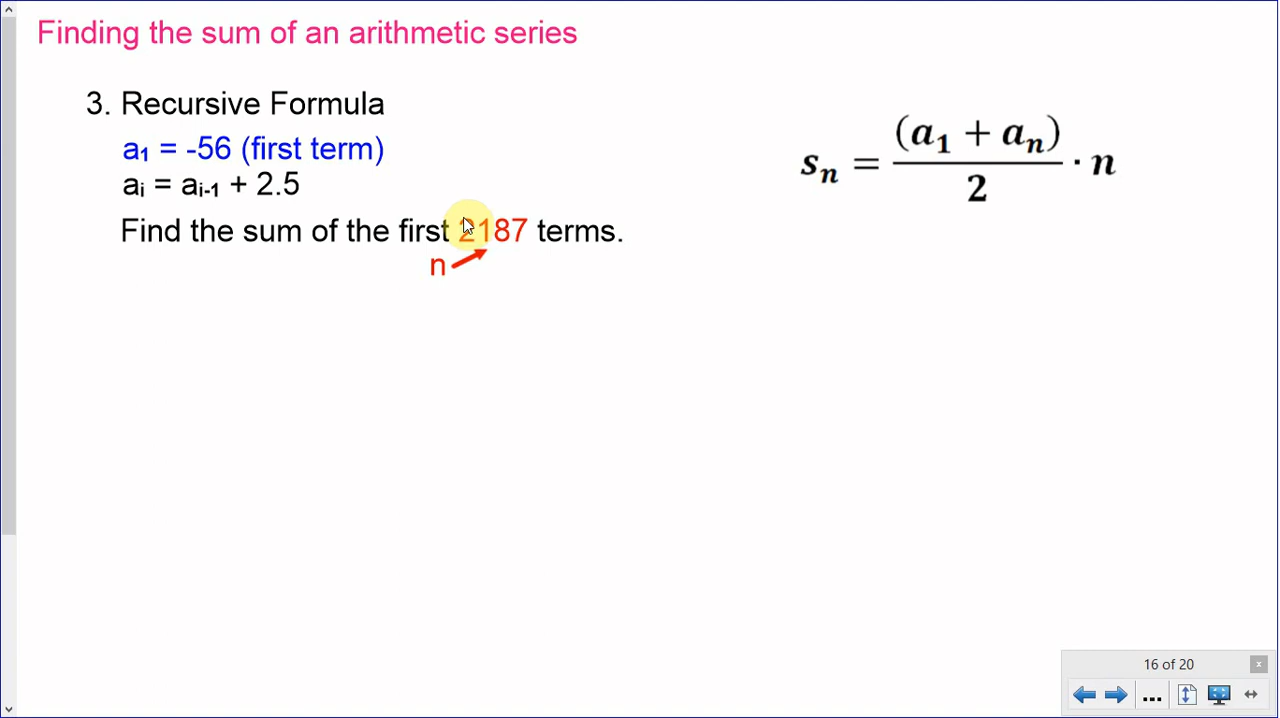 Finding the sum of an arithmetic series
3. Recursive Formula
a₁ = -56 (first term)
aᵢ = aᵢ₋₁ + 2.5
Find the sum of the first 2187 terms.
n
sₙ = (a₁ + aₙ) / 2 · n
16 of 20
x
...